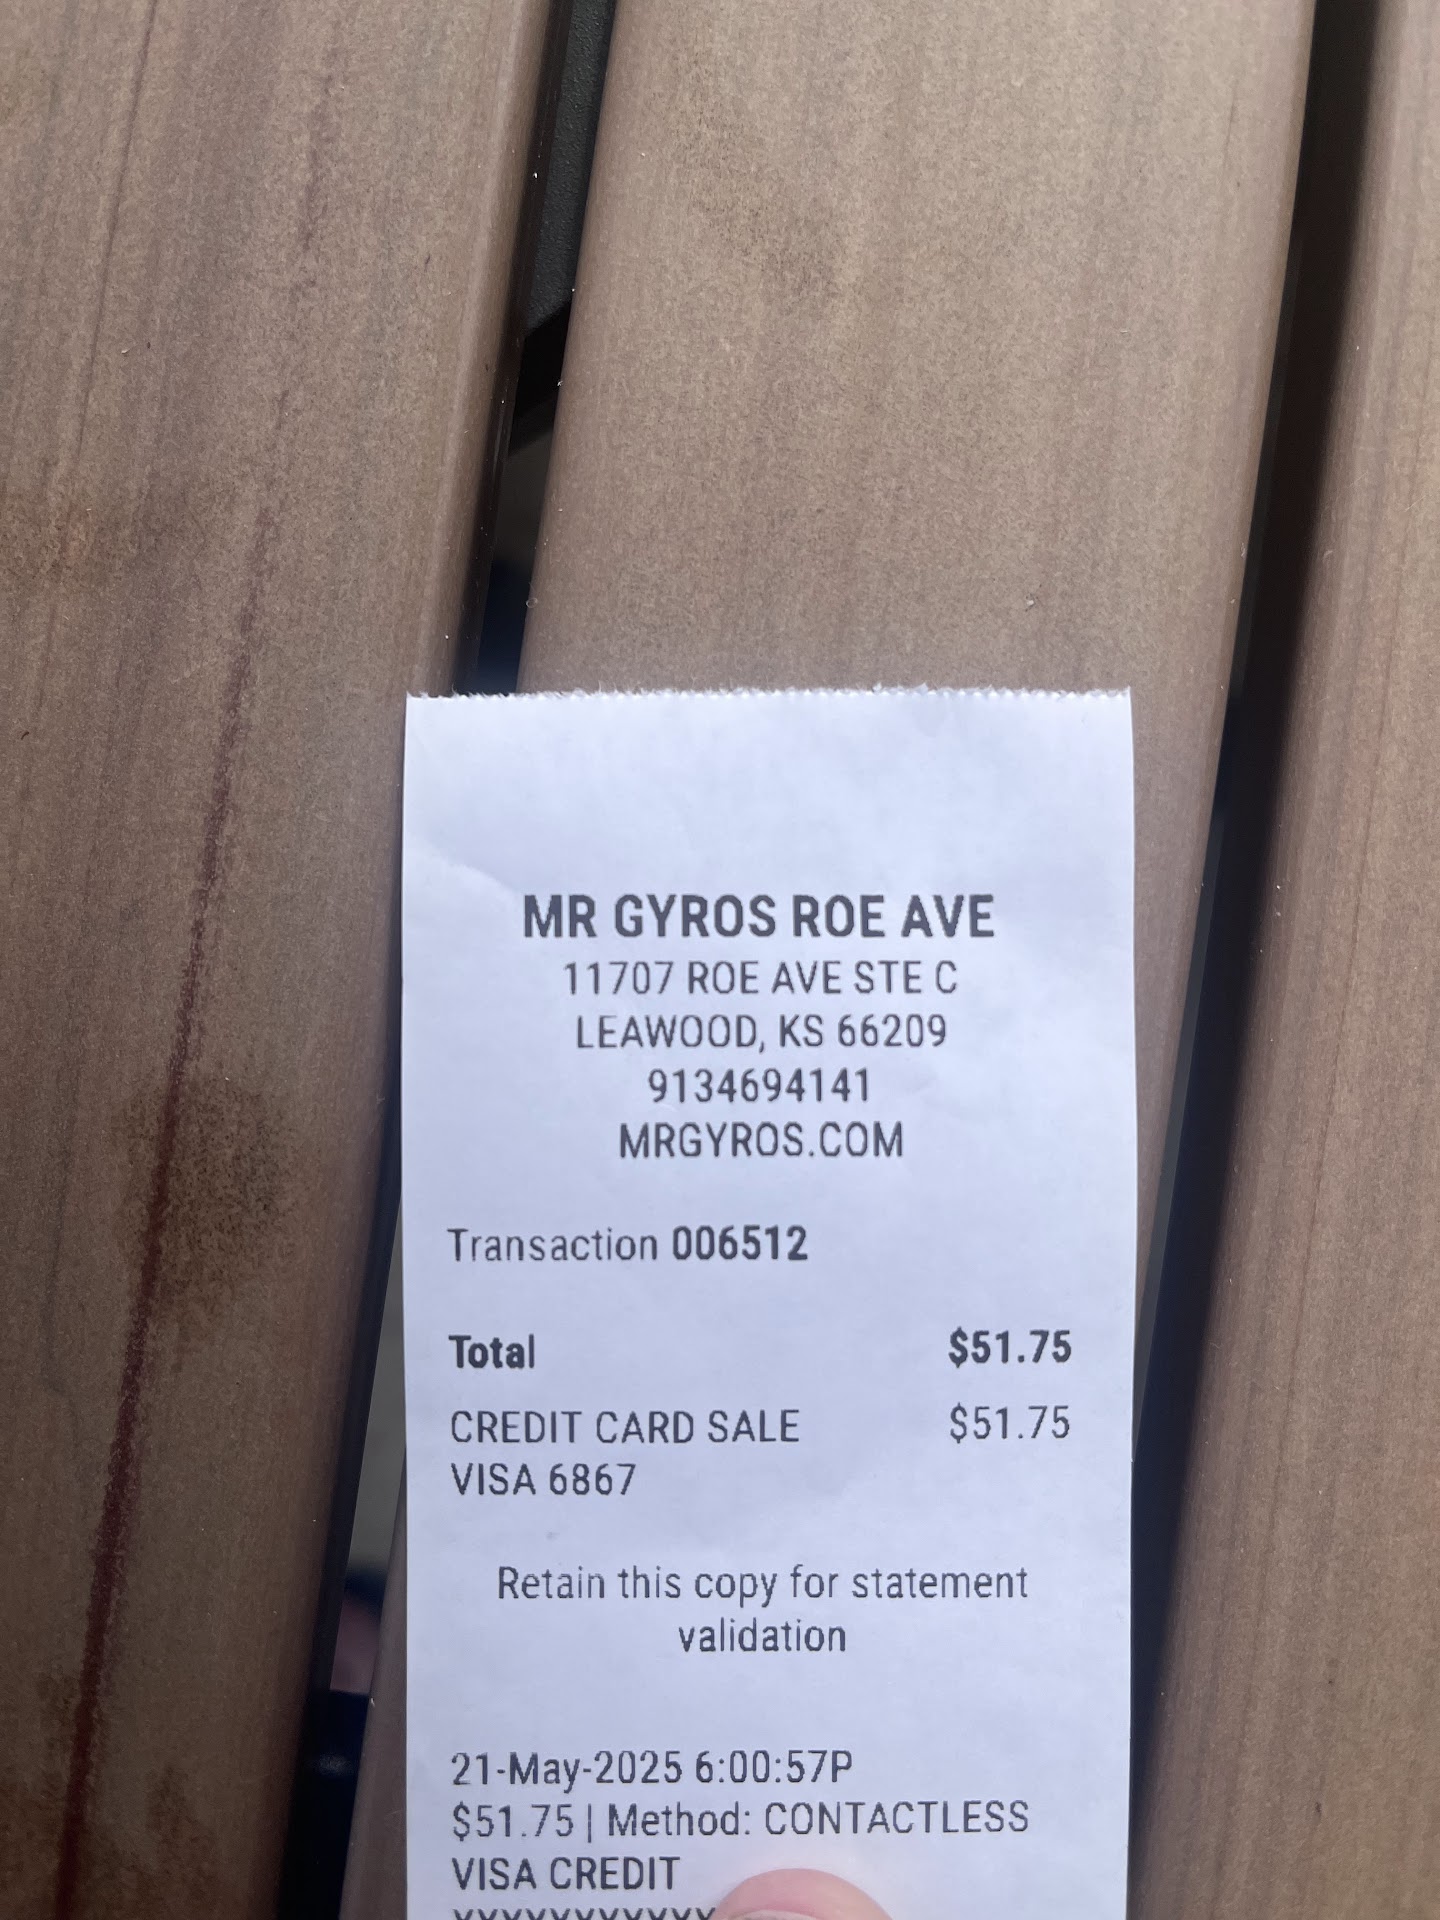 MR GYROS ROE AVE
11707 ROE AVE STE C
LEAWOOD, KS 66209
9134694141
MRGYROS.COM
Transaction 006512
Total $51.75
CREDIT CARD SALE $51.75
VISA 6867
Retain this copy for statement
validation
21-May-2025 6:00:57P
$51.75 | Method: CONTACTLESS
VISA CREDIT